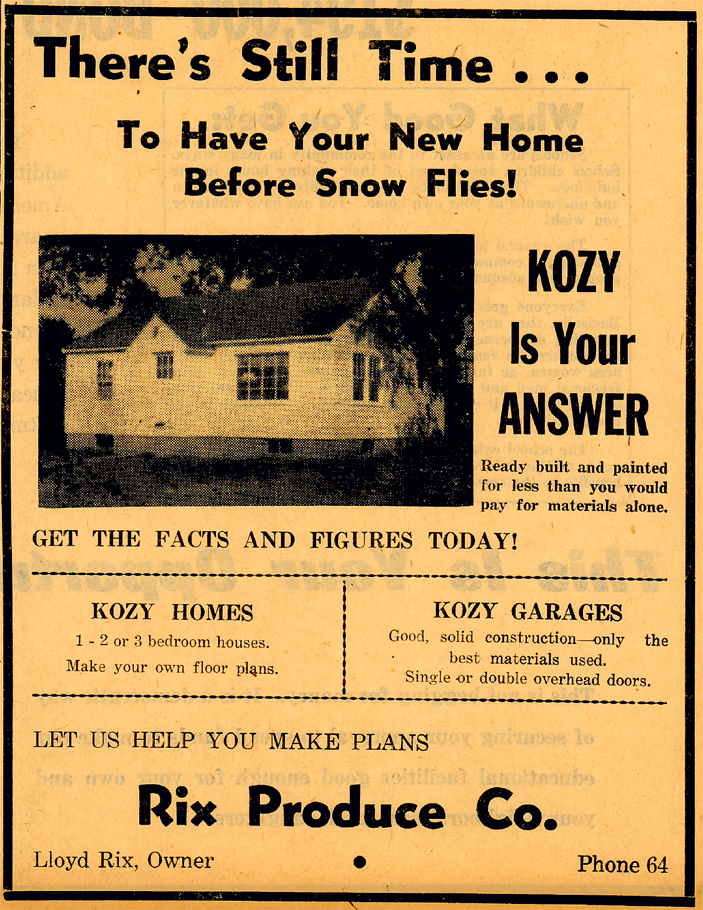 There's Still Time ...
To Have Your New Home
Before Snow Flies!
KOZY
Is Your
ANSWER
Ready built and painted
for less than you would
pay for materials alone.
GET THE FACTS AND FIGURES TODAY!
KOZY HOMES
1 - 2 or 3 bedroom houses.
Make your own floor plans.
KOZY GARAGES
Good, solid construction—only the
best materials used.
Single or double overhead doors.
LET US HELP YOU MAKE PLANS
Rix Produce Co.
Lloyd Rix, Owner ● Phone 64